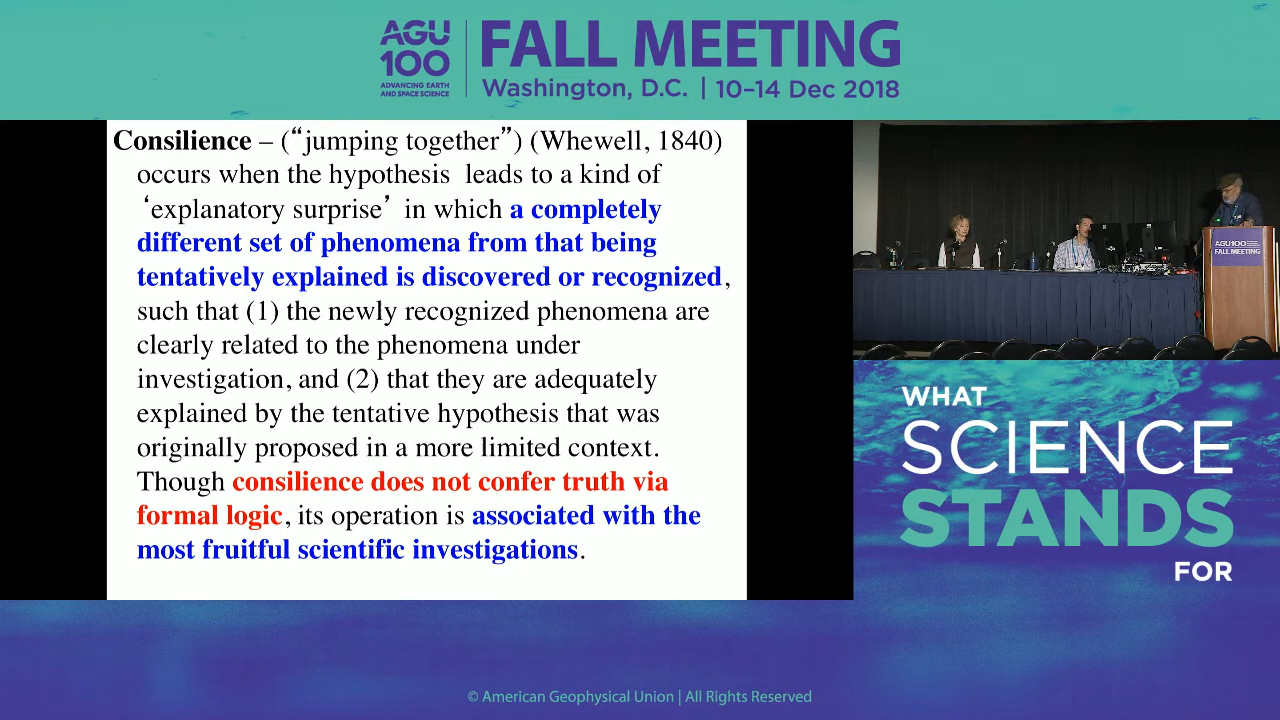 AGU
100
ADVANCING EARTH
AND SPACE SCIENCE
FALL MEETING
Washington, D.C. | 10–14 Dec 2018
Consilience – (“jumping together”) (Whewell, 1840)
occurs when the hypothesis leads to a kind of
‘explanatory surprise’ in which a completely
different set of phenomena from that being
tentatively explained is discovered or recognized,
such that (1) the newly recognized phenomena are
clearly related to the phenomena under
investigation, and (2) that they are adequately
explained by the tentative hypothesis that was
originally proposed in a more limited context.
Though consilience does not confer truth via
formal logic, its operation is associated with the
most fruitful scientific investigations.
AGU100
FALL MEETING
WHAT
SCIENCE
STANDS
FOR
© American Geophysical Union | All Rights Reserved